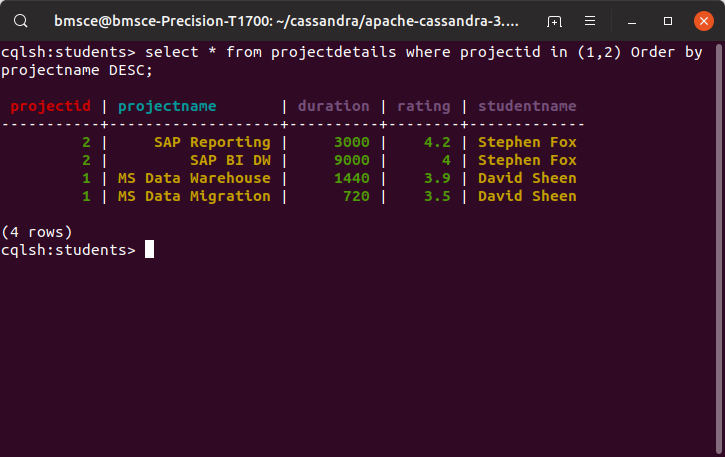 bmsce@bmsce-Precision-T1700: ~/cassandra/apache-cassandra-3....
cqlsh:students> select * from projectdetails where projectid in (1,2) Order by
projectname DESC;
 projectid | projectname       | duration | rating | studentname
-----------+-------------------+----------+--------+-------------
         2 |     SAP Reporting |     3000 |    4.2 | Stephen Fox
         2 |         SAP BI DW |     9000 |      4 | Stephen Fox
         1 | MS Data Warehouse |     1440 |    3.9 | David Sheen
         1 | MS Data Migration |      720 |    3.5 | David Sheen
(4 rows)
cqlsh:students>